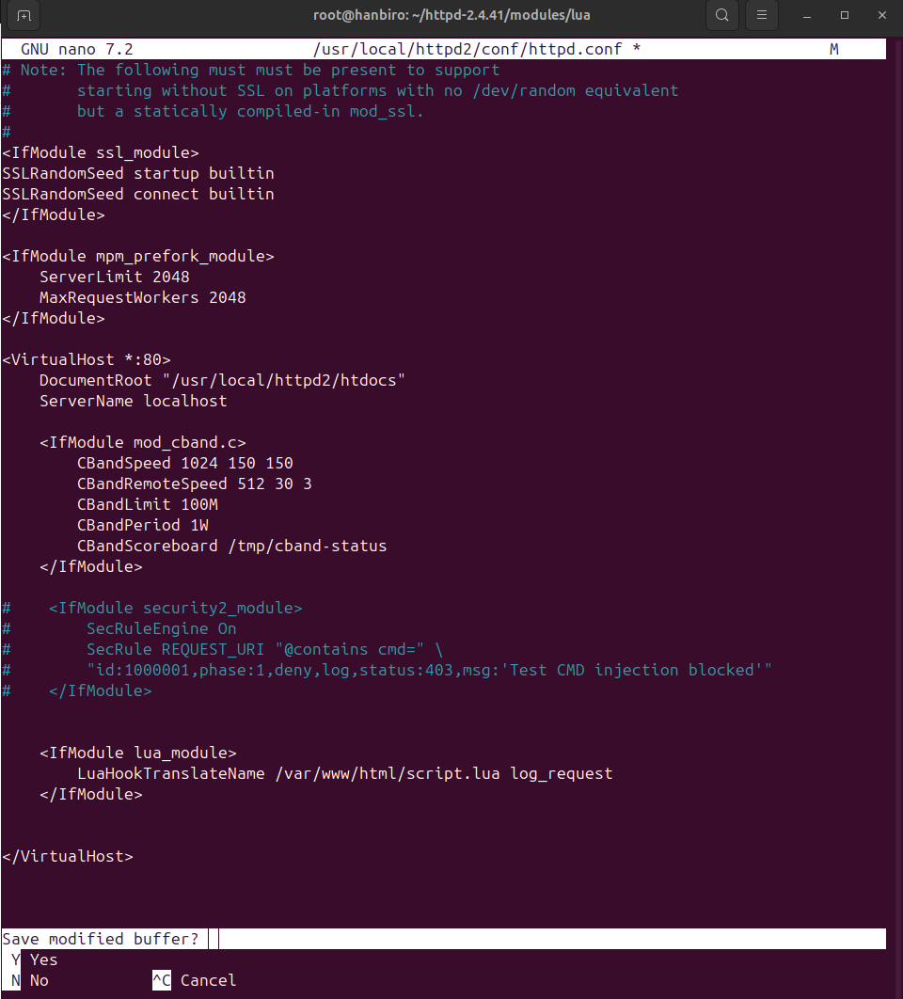 root@hanbiro: ~/httpd-2.4.41/modules/lua
GNU nano 7.2 /usr/local/httpd2/conf/httpd.conf * M
# Note: The following must must be present to support
#       starting without SSL on platforms with no /dev/random equivalent
#       but a statically compiled-in mod_ssl.
#
<IfModule ssl_module>
SSLRandomSeed startup builtin
SSLRandomSeed connect builtin
</IfModule>
<IfModule mpm_prefork_module>
    ServerLimit 2048
    MaxRequestWorkers 2048
</IfModule>
<VirtualHost *:80>
    DocumentRoot "/usr/local/httpd2/htdocs"
    ServerName localhost
    <IfModule mod_cband.c>
        CBandSpeed 1024 150 150
        CBandRemoteSpeed 512 30 3
        CBandLimit 100M
        CBandPeriod 1W
        CBandScoreboard /tmp/cband-status
    </IfModule>
#    <IfModule security2_module>
#        SecRuleEngine On
#        SecRule REQUEST_URI "@contains cmd=" \
#        "id:1000001,phase:1,deny,log,status:403,msg:'Test CMD injection blocked'"
#    </IfModule>
    <IfModule lua_module>
        LuaHookTranslateName /var/www/html/script.lua log_request
    </IfModule>
</VirtualHost>
Save modified buffer?
Y Yes
N No ^C Cancel